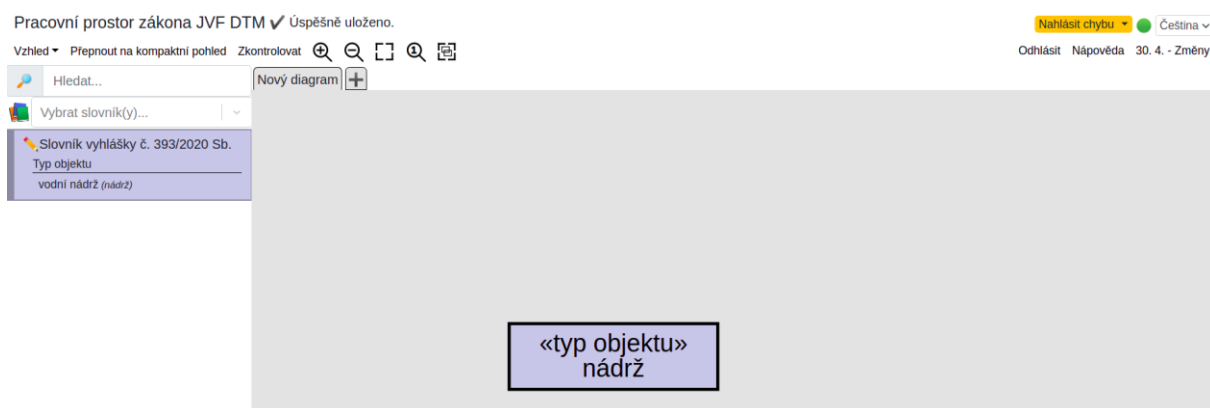 Pracovní prostor zákona JVF DTM ✔ Úspěšně uloženo.
Nahlásit chybu
Čeština
Vzhled Přepnout na kompaktní pohled Zkontrolovat
Odhlásit Nápověda 30. 4. - Změny
Hledat...
Nový diagram
Vybrat slovník(y)...
Slovník vyhlášky č. 393/2020 Sb.
Typ objektu
vodní nádrž (nádrž)
«typ objektu»
nádrž